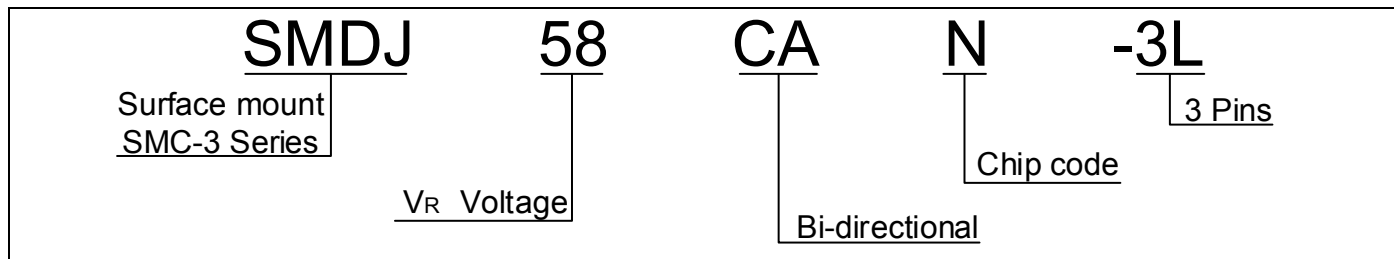 SMDJ 58 CA N -3L
Surface mount
SMC-3 Series
VR Voltage
Bi-directional
Chip code
3 Pins